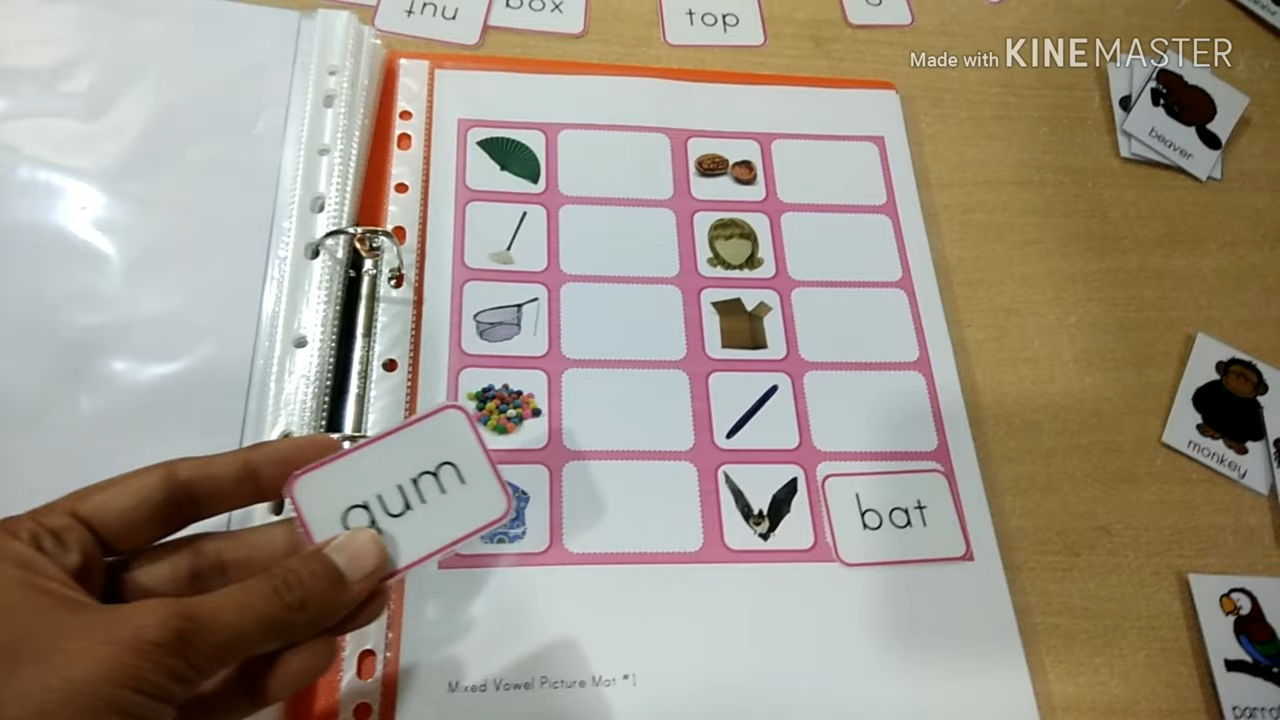 nut
box
top
Made with KINEMASTER
beaver
monkey
gum
bat
Mixed Vowel Picture Mat #1